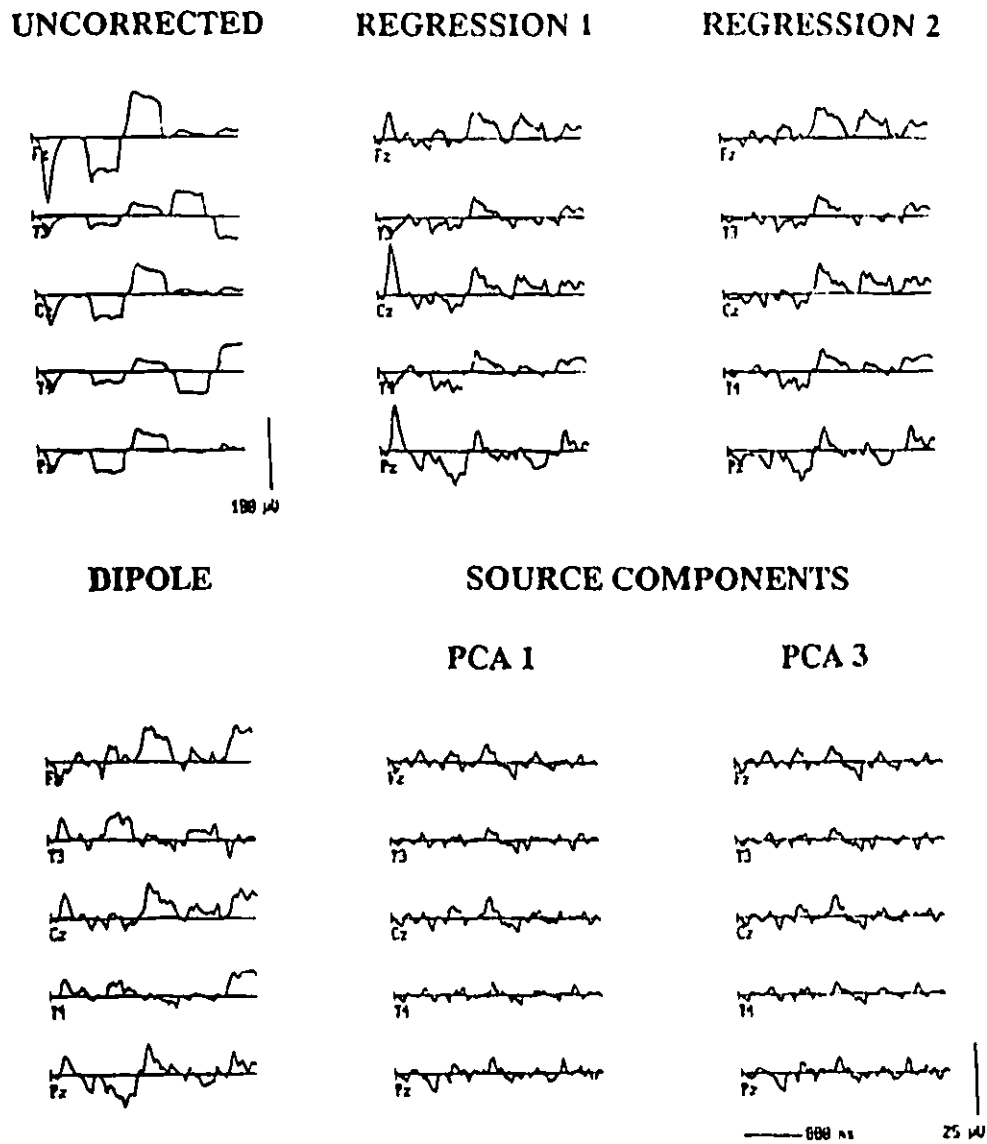 UNCORRECTED REGRESSION 1 REGRESSION 2
Fz Fz Fz
T3 T3 T3
Cz Cz Cz
T4 T4 T4
Pz Pz Pz
100 µV
DIPOLE SOURCE COMPONENTS
PCA 1 PCA 3
Fz Fz Fz
T3 T3 T3
Cz Cz Cz
T4 T4 T4
Pz Pz Pz
25 µV